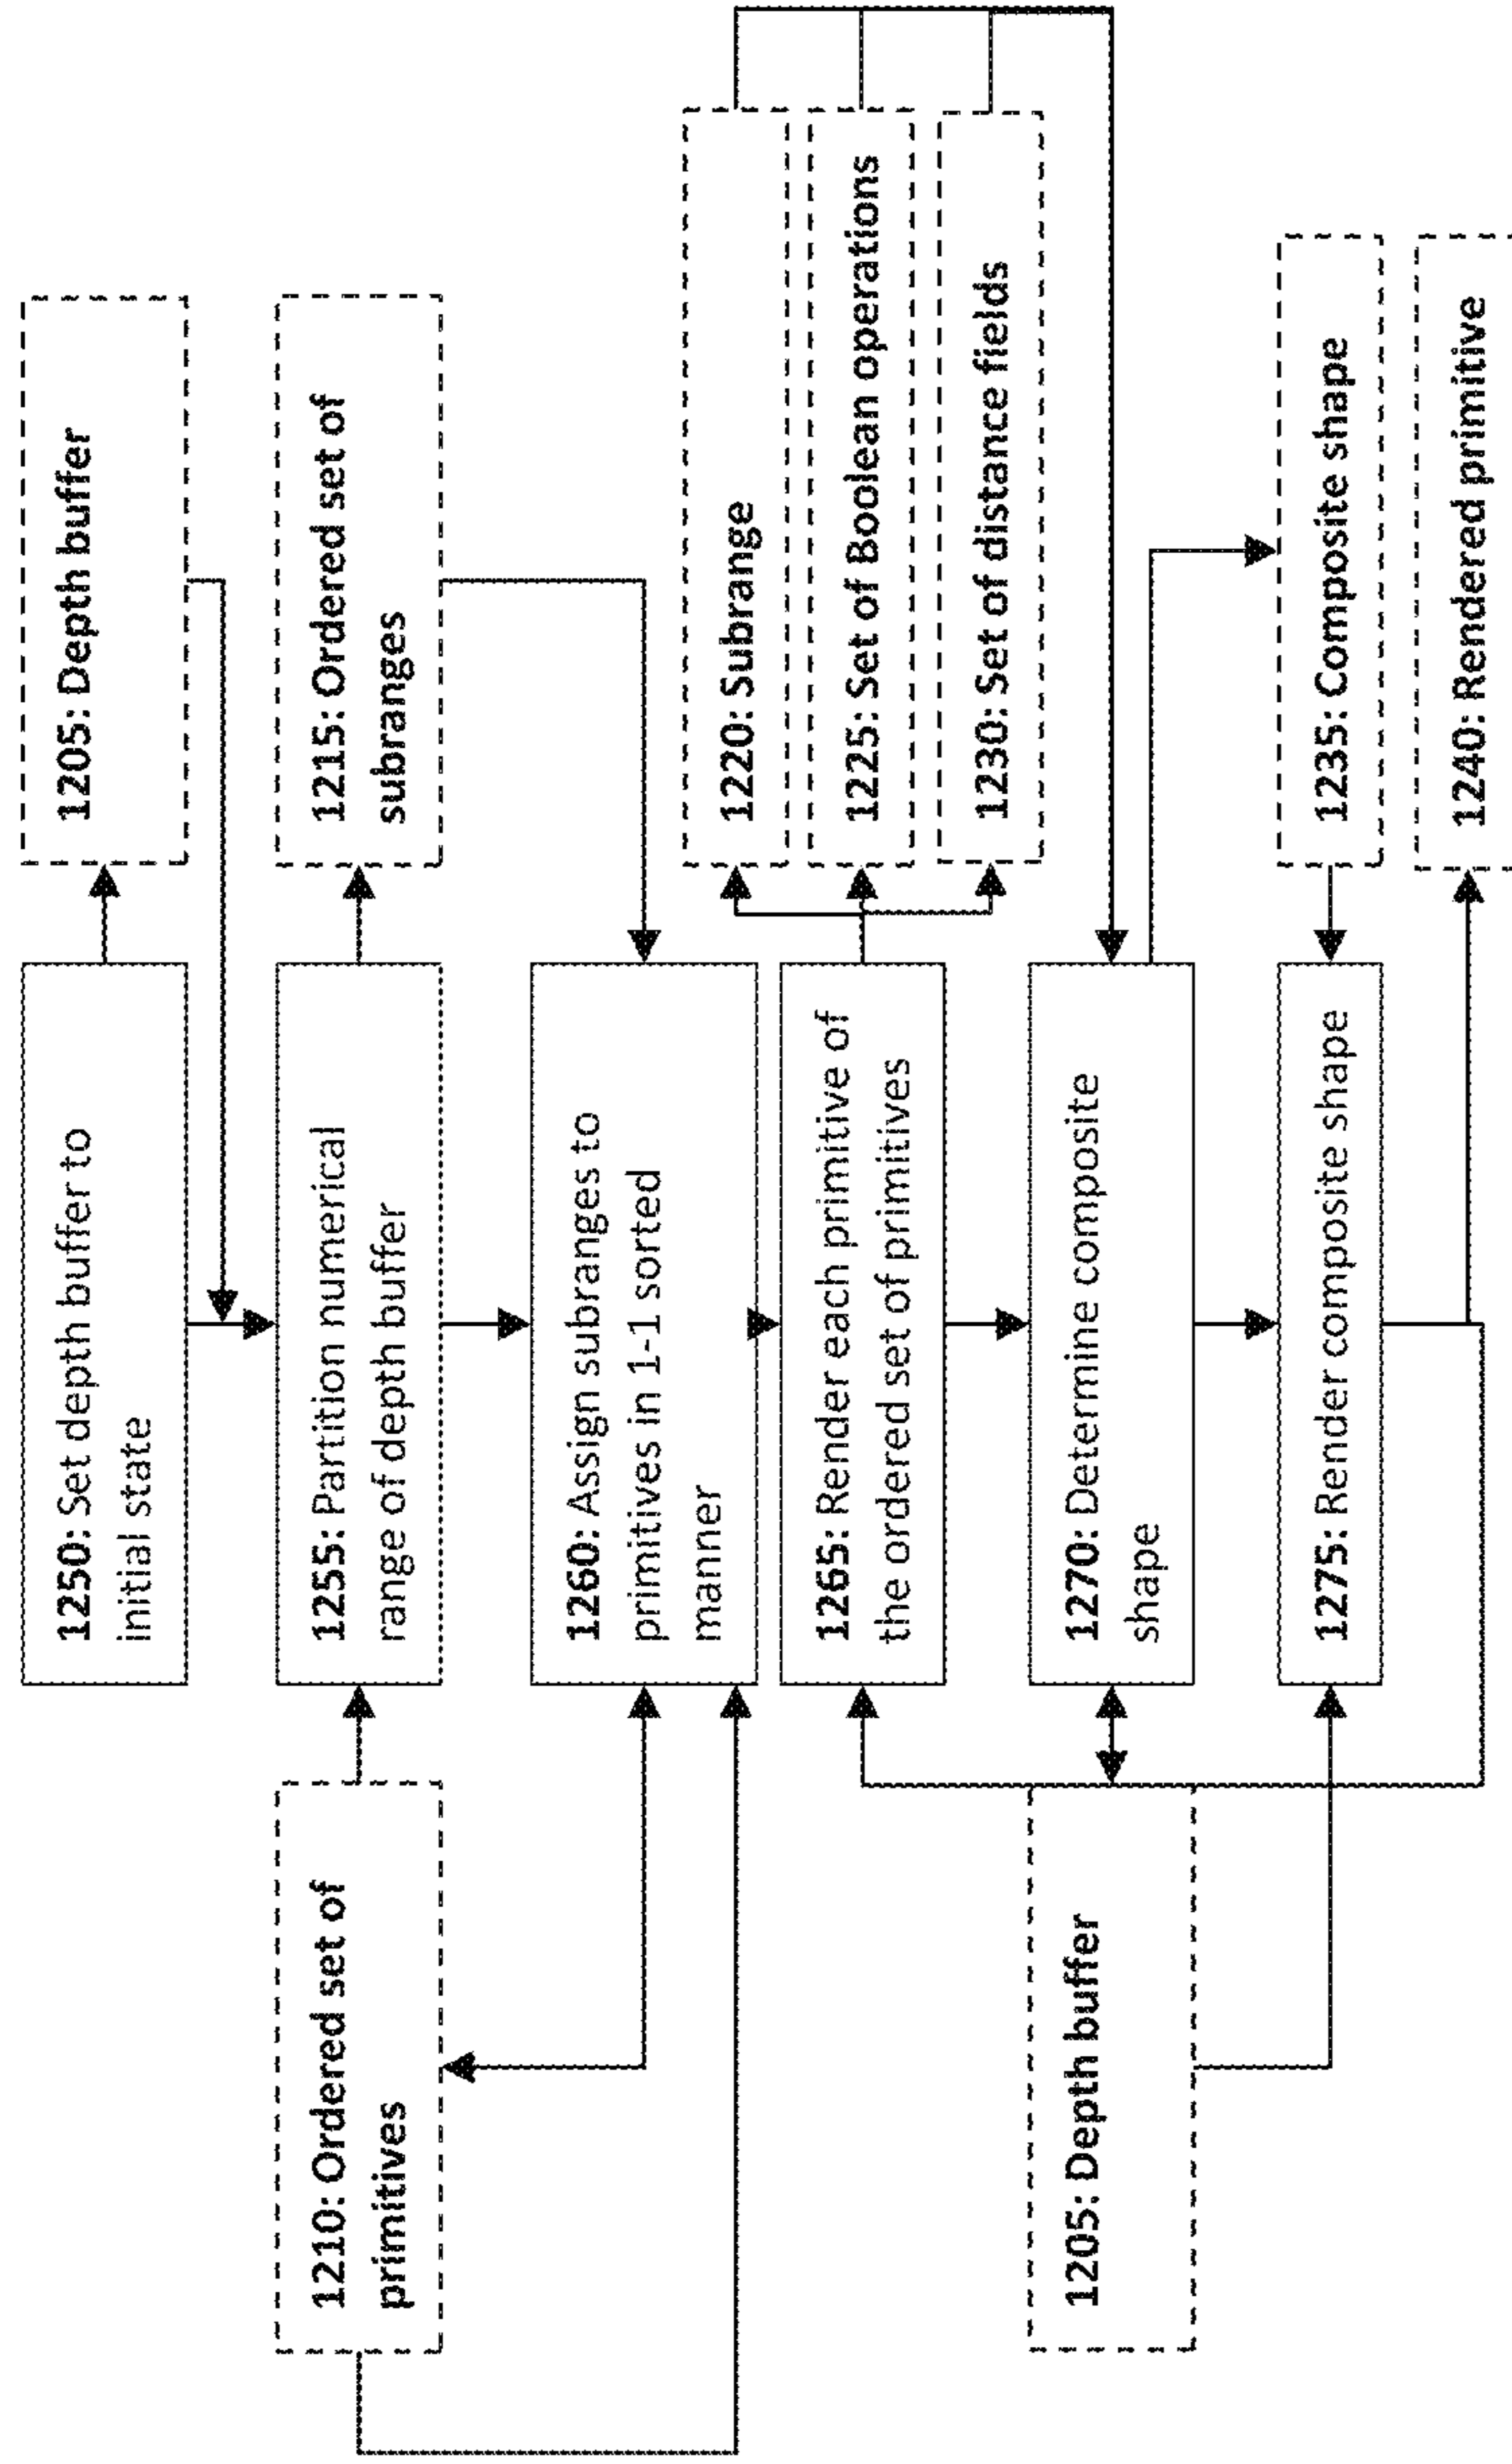 1250: Set depth buffer to
initial state
1205: Depth buffer
1210: Ordered set of
primitives
1255: Partition numerical
range of depth buffer
1215: Ordered set of
subranges
1260: Assign subranges to
primitives in 1-1 sorted
manner
1220: Subrange
1265: Render each primitive of
the ordered set of primitives
1225: Set of Boolean operations
1230: Set of distance fields
1205: Depth buffer
1270: Determine composite
shape
1275: Render composite shape
1235: Composite shape
1240: Rendered primitive